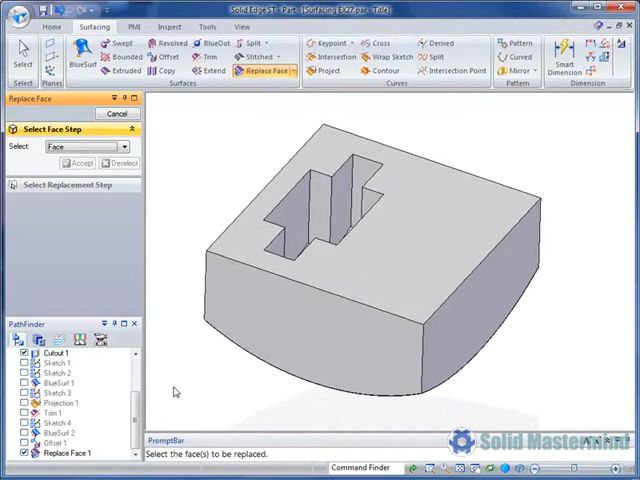 Solid Edge ST - Part - [Surfacing EX27.par - Title]
Home Surfacing PMI Inspect Tools View
Select
Planes
BlueSurf
Swept Revolved BlueDot Split
Bounded Offset Trim Stitched
Extruded Copy Extend Replace Face
Keypoint Cross Derived
Intersection Wrap Sketch Split
Project Contour Intersection Point
Pattern
Curved
Mirror
Smart Dimension
Select Planes Surfaces Curves Pattern Dimension
Replace Face
Cancel
Select Face Step
Select: Face
Accept Deselect
Select Replacement Step
PathFinder
Cutout 1
Sketch 1
Sketch 2
BlueSurf 1
Sketch 3
Projection 1
Trim 1
Sketch 4
BlueSurf 2
Offset 1
Replace Face 1
PromptBar
Select the face(s) to be replaced.
Solid Mastermind
Command Finder